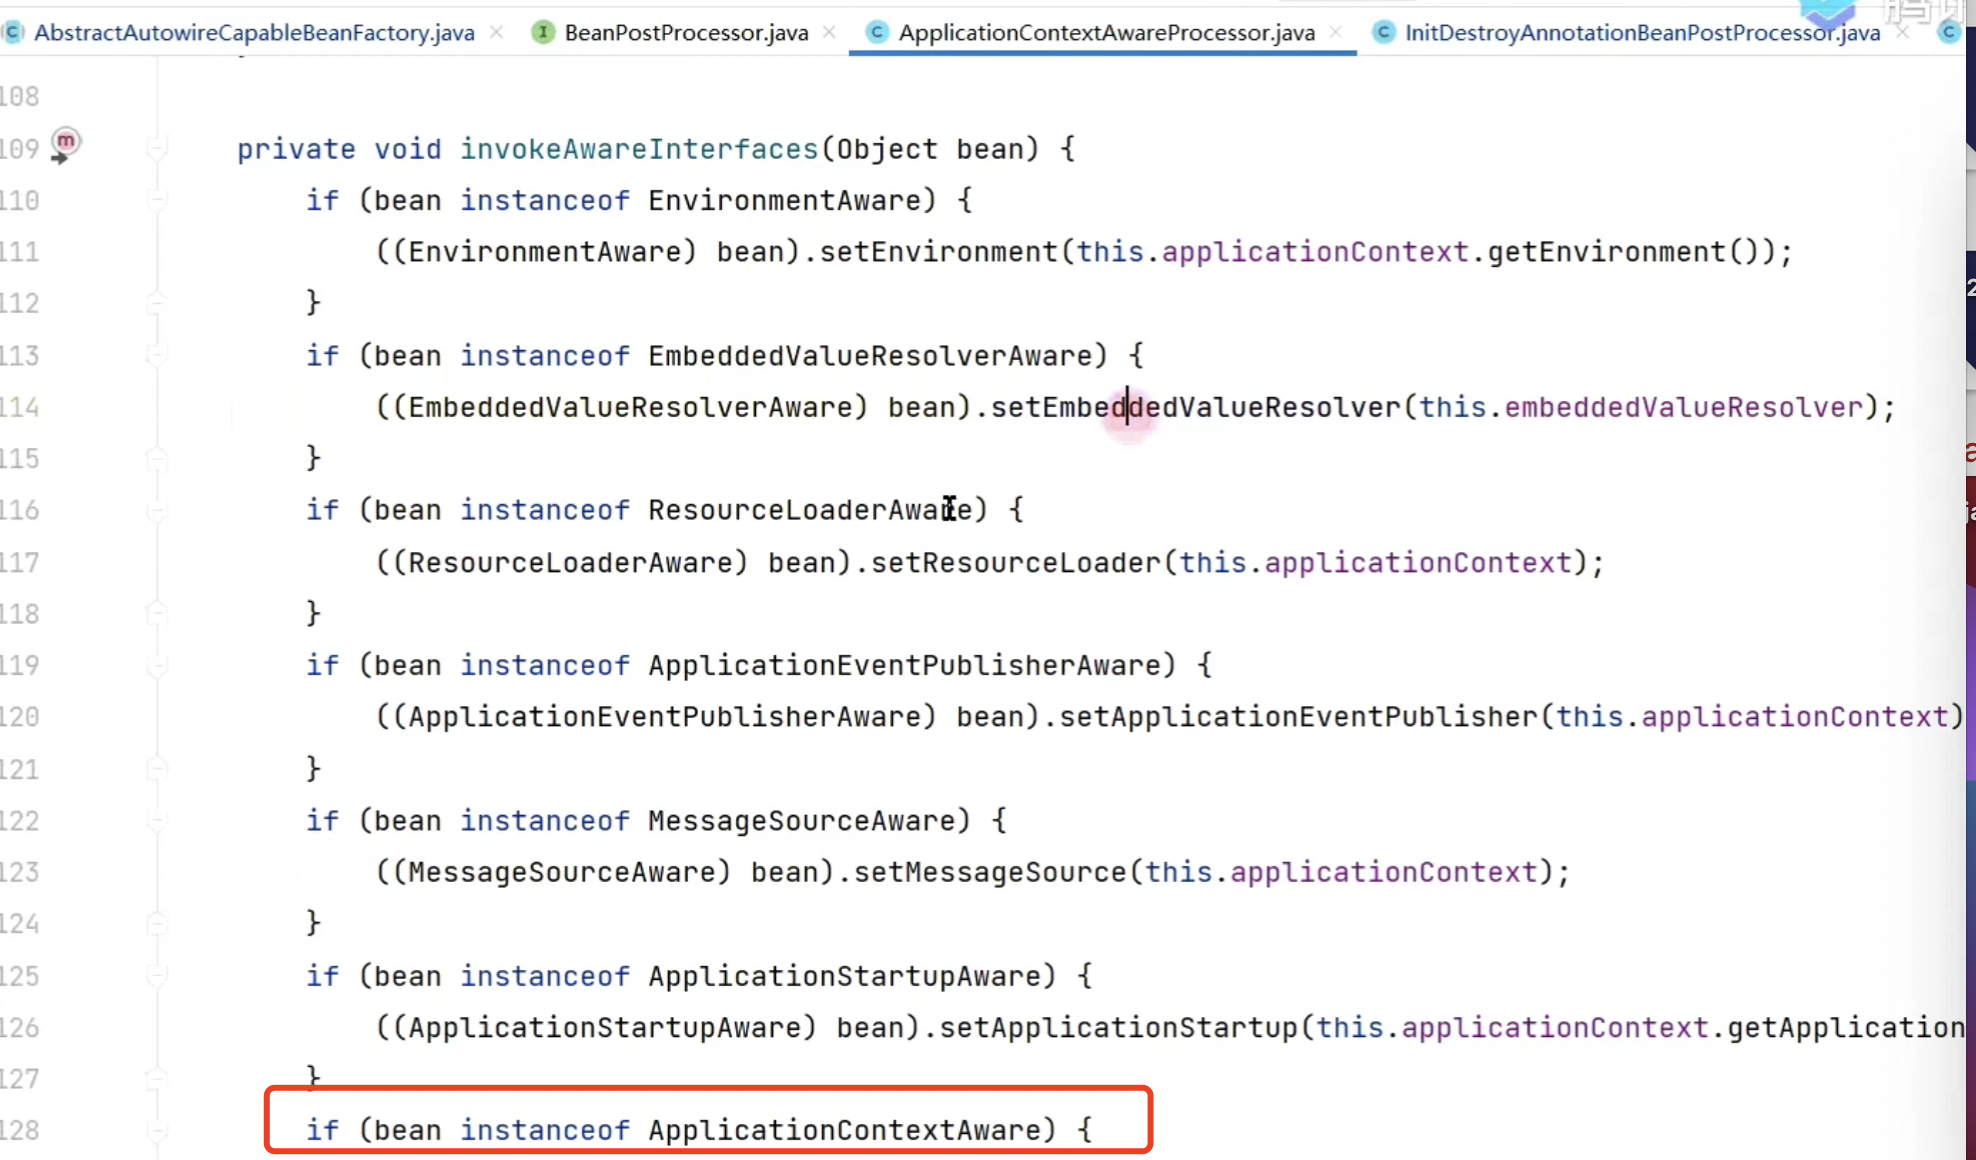 AbstractAutowireCapableBeanFactory.java BeanPostProcessor.java ApplicationContextAwareProcessor.java InitDestroyAnnotationBeanPostProcessor.java
108
109 private void invokeAwareInterfaces(Object bean) {
110 if (bean instanceof EnvironmentAware) {
111 ((EnvironmentAware) bean).setEnvironment(this.applicationContext.getEnvironment());
112 }
113 if (bean instanceof EmbeddedValueResolverAware) {
114 ((EmbeddedValueResolverAware) bean).setEmbeddedValueResolver(this.embeddedValueResolver);
115 }
116 if (bean instanceof ResourceLoaderAware) {
117 ((ResourceLoaderAware) bean).setResourceLoader(this.applicationContext);
118 }
119 if (bean instanceof ApplicationEventPublisherAware) {
120 ((ApplicationEventPublisherAware) bean).setApplicationEventPublisher(this.applicationContext)
121 }
122 if (bean instanceof MessageSourceAware) {
123 ((MessageSourceAware) bean).setMessageSource(this.applicationContext);
124 }
125 if (bean instanceof ApplicationStartupAware) {
126 ((ApplicationStartupAware) bean).setApplicationStartup(this.applicationContext.getApplication
127 }
128 if (bean instanceof ApplicationContextAware) {